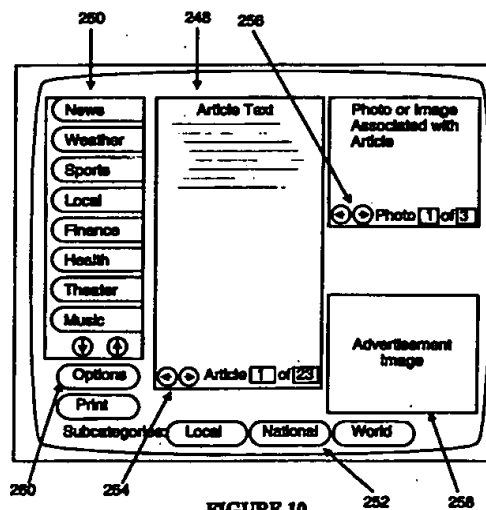 260 248 256
News
Weather
Sports
Local
Finance
Health
Theater
Music
Options
Print
Article Text
Article 1 of 23
Photo or Image
Associated with
Article
Photo 1 of 3
Advertisement
Image
Subcategories: Local National World
260 254 252 258
FIGURE 10